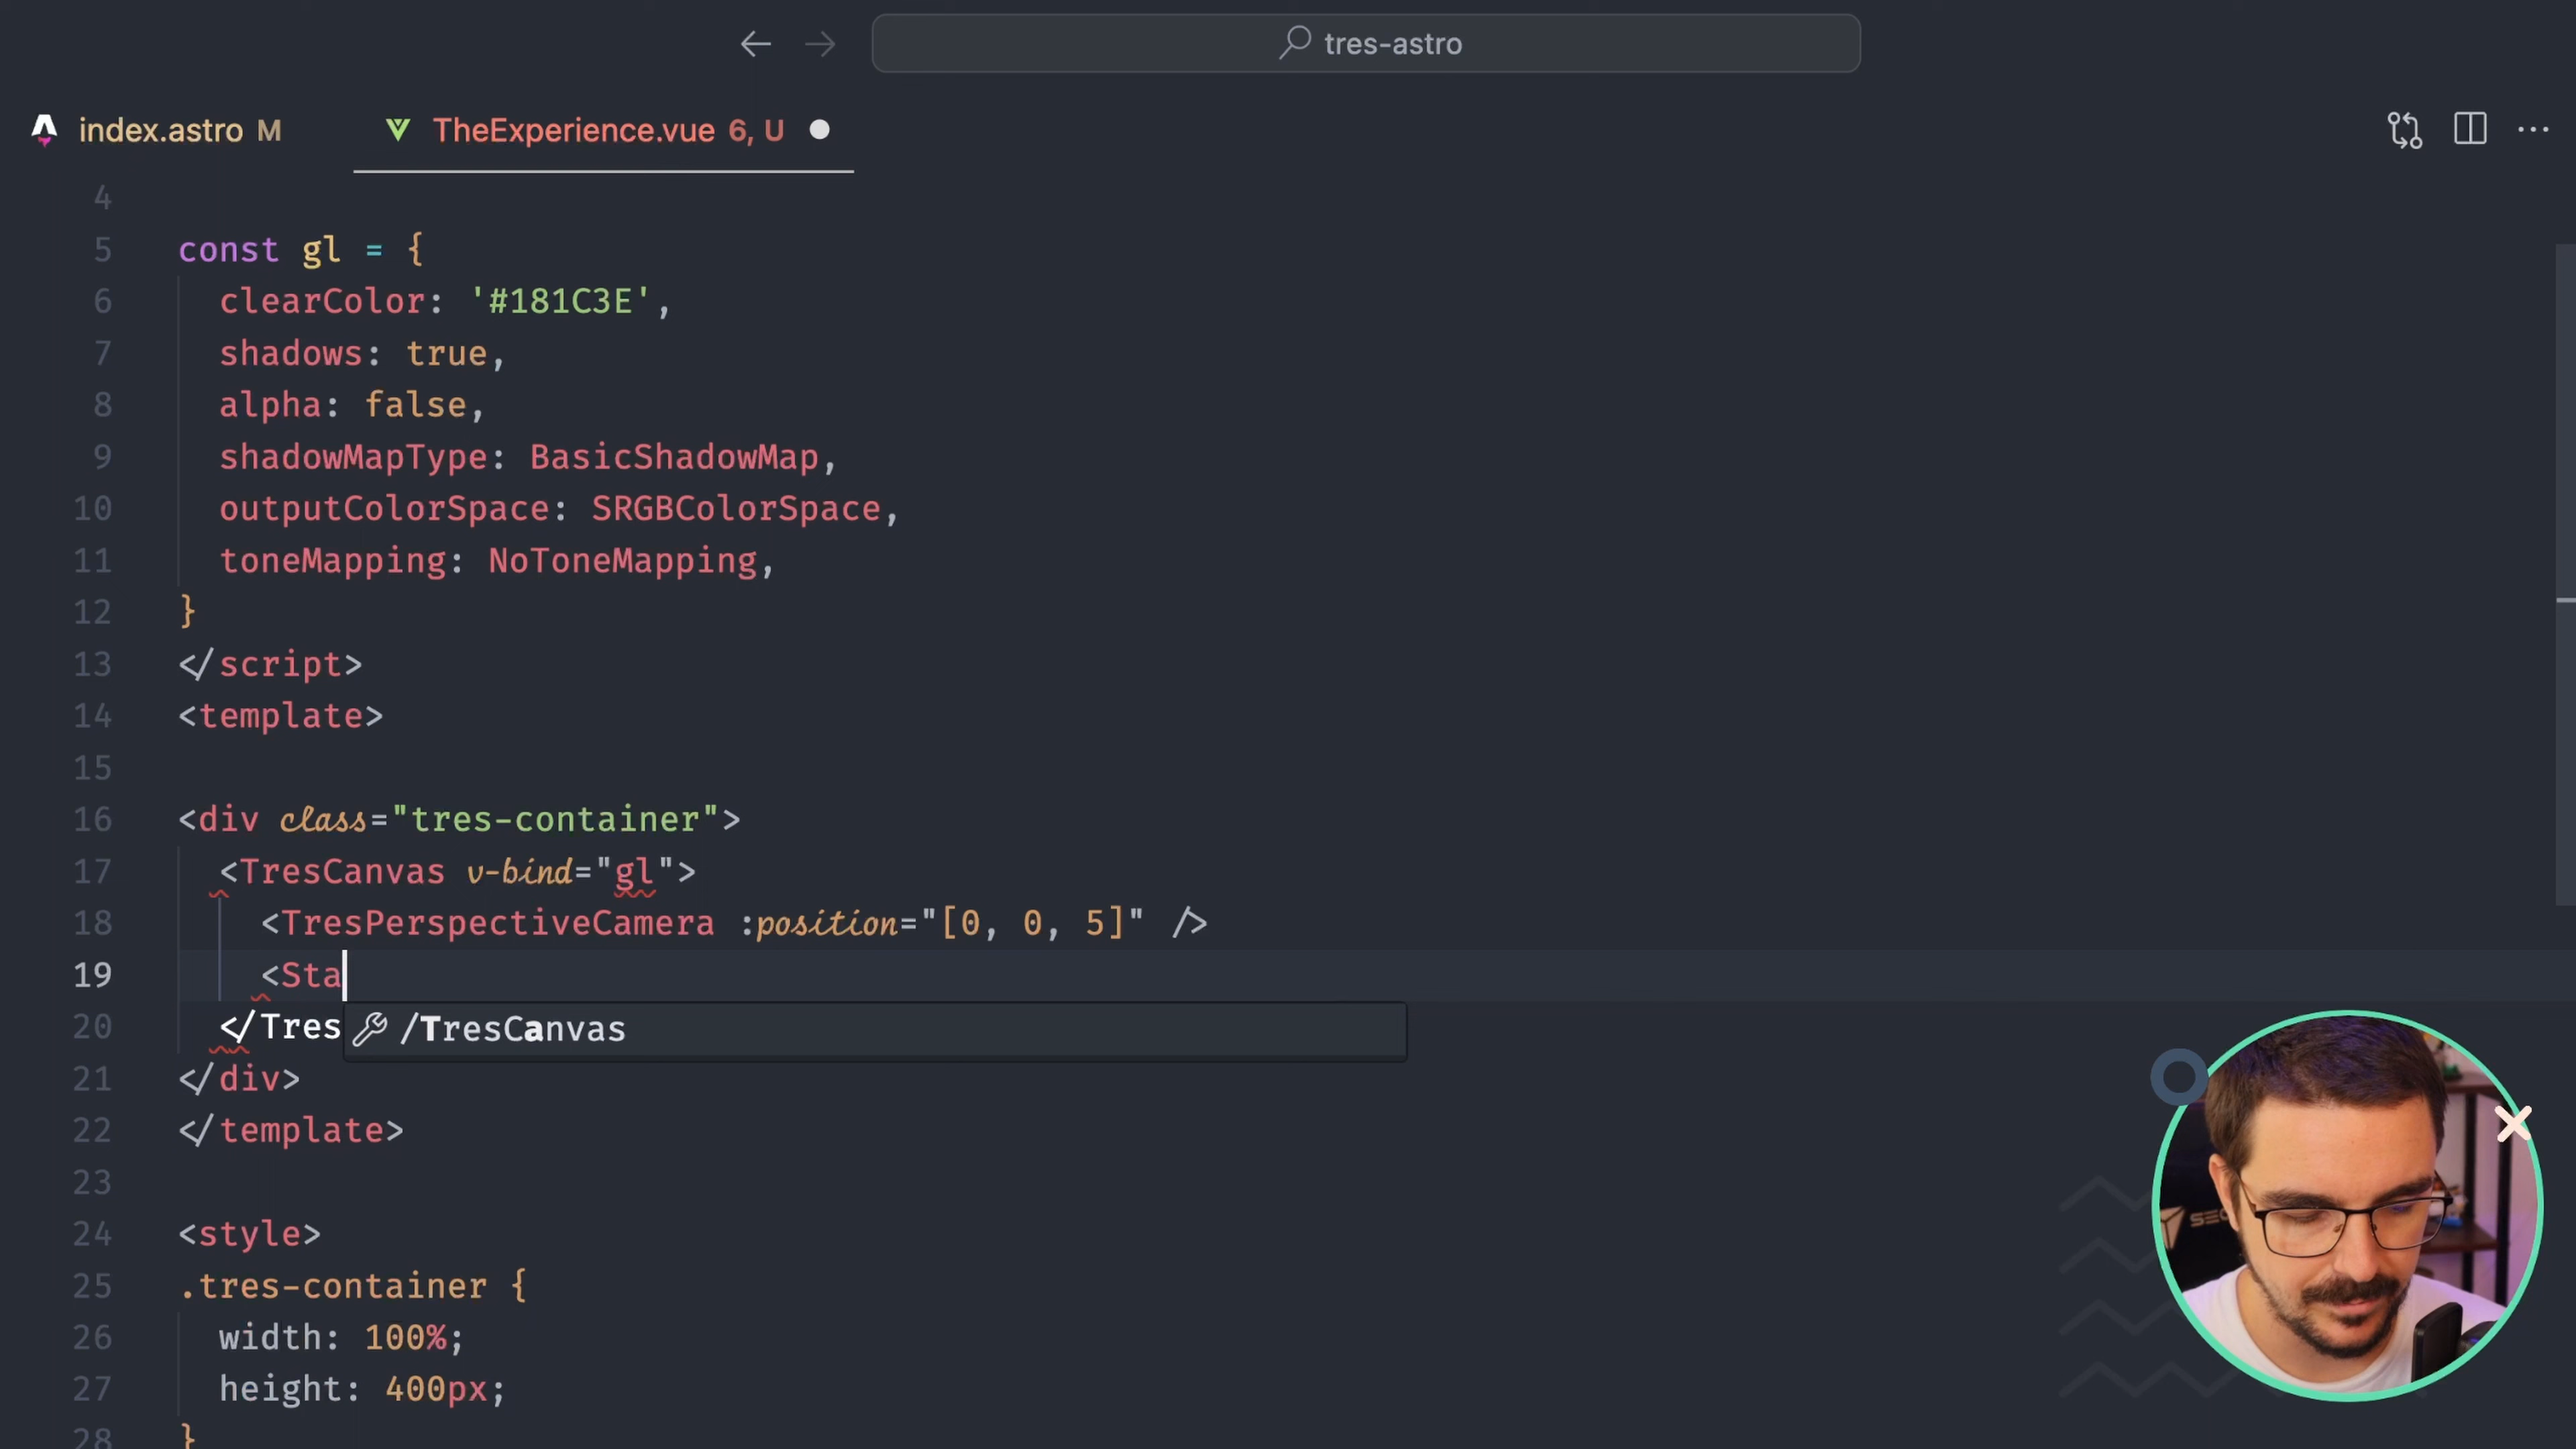 tres-astro
index.astro M
TheExperience.vue 6, U
4
5 const gl = {
6 clearColor: '#181C3E',
7 shadows: true,
8 alpha: false,
9 shadowMapType: BasicShadowMap,
10 outputColorSpace: SRGBColorSpace,
11 toneMapping: NoToneMapping,
12 }
13 </script>
14 <template>
15
16 <div class="tres-container">
17 <TresCanvas v-bind="gl">
18 <TresPerspectiveCamera :position="[0, 0, 5]" />
19 <Sta
20 </Tres
/TresCanvas
21 </div>
22 </template>
23
24 <style>
25 .tres-container {
26 width: 100%;
27 height: 400px;
28 }